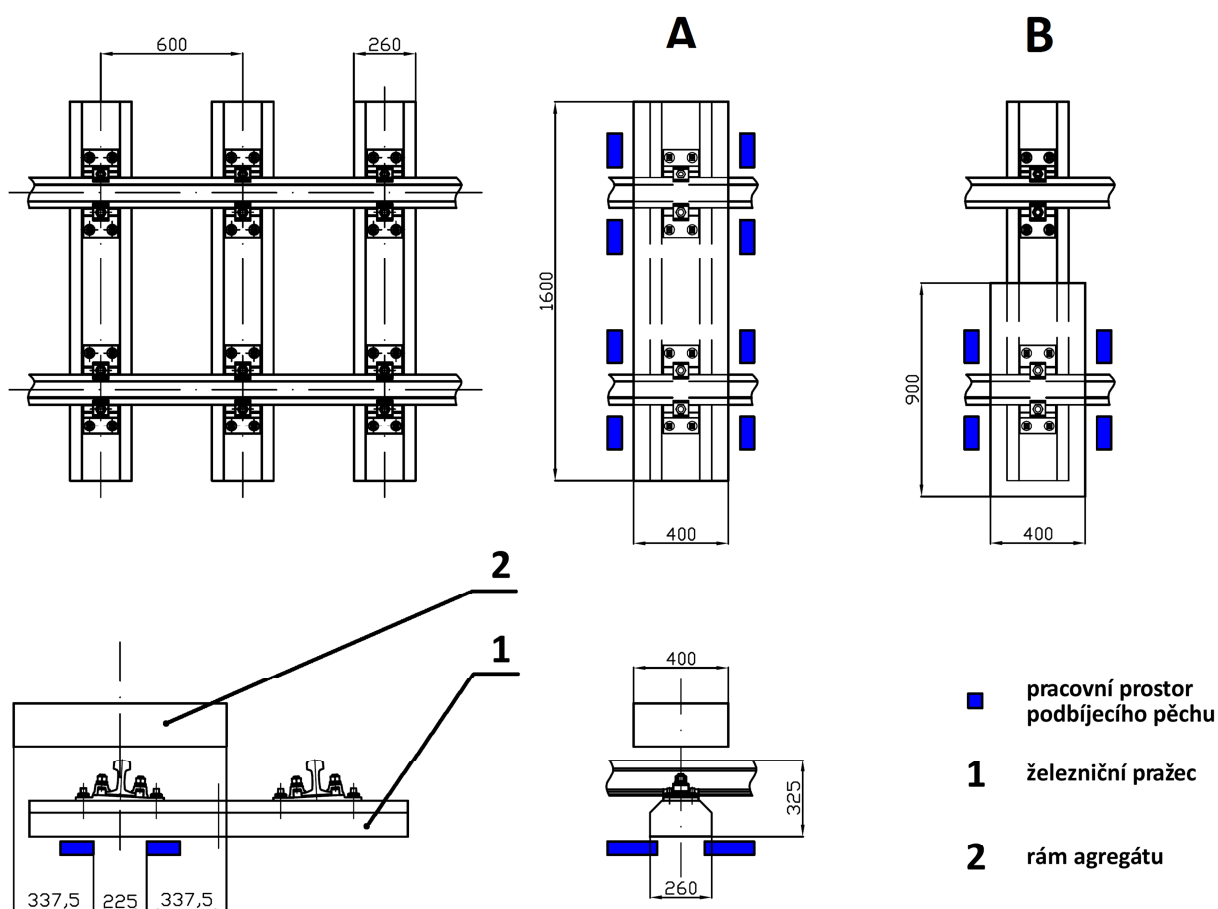 600
260
A
B
1600
900
400
400
2
1
400
325
337,5
225
337,5
260
pracovní prostor
podbíjecího pěchu
1 železniční pražec
2 rám agregátu